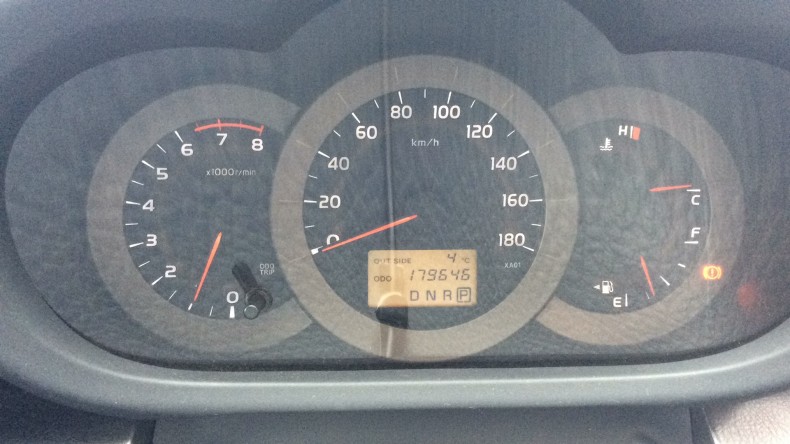 0
2
3
4
5
6
7
8
x1000r/min
ODO
TRIP
0
20
40
60
80
100
120
140
160
180
km/h
XA01
OUTSIDE 4 °C
ODO 179646
D N R P
H
C
F
E